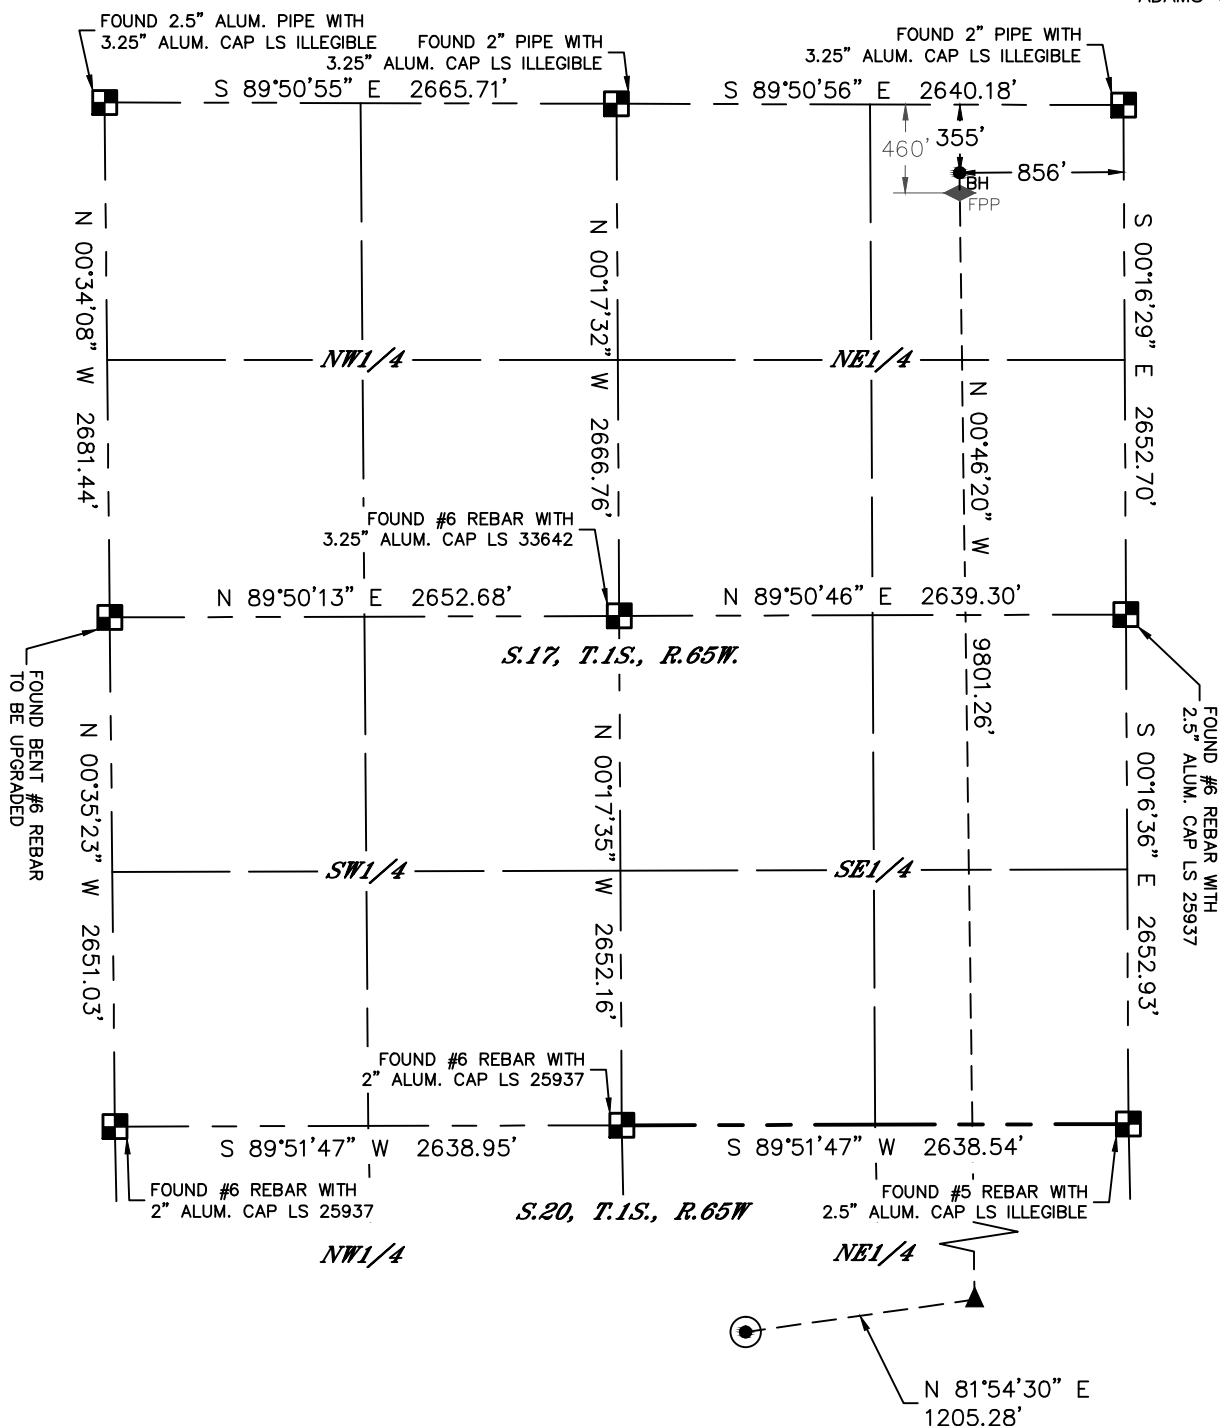 FOUND 2.5" ALUM. PIPE WITH
3.25" ALUM. CAP LS ILLEGIBLE
FOUND 2" PIPE WITH
3.25" ALUM. CAP LS ILLEGIBLE
FOUND 2" PIPE WITH
3.25" ALUM. CAP LS ILLEGIBLE
S 89°50'55" E 2665.71'
S 89°50'56" E 2640.18'
460'
355'
856'
BH
FPP
N 00°34'08" W 2681.44'
N 00°17'32" W 2666.76'
S 00°16'29" E 2652.70'
NW1/4
NE1/4
N 00°46'20" W 9801.26'
FOUND #6 REBAR WITH
3.25" ALUM. CAP LS 33642
N 89°50'13" E 2652.68'
N 89°50'46" E 2639.30'
S.17, T.1S., R.65W.
FOUND BENT #6 REBAR
TO BE UPGRADED
FOUND #6 REBAR WITH
2.5" ALUM. CAP LS 25937
N 00°35'23" W 2651.03'
N 00°17'35" W 2652.16'
S 00°16'36" E 2652.93'
SW1/4
SE1/4
FOUND #6 REBAR WITH
2" ALUM. CAP LS 25937
S 89°51'47" W 2638.95'
S 89°51'47" W 2638.54'
FOUND #6 REBAR WITH
2" ALUM. CAP LS 25937
FOUND #5 REBAR WITH
2.5" ALUM. CAP LS ILLEGIBLE
S.20, T.1S., R.65W
NW1/4
NE1/4
N 81°54'30" E
1205.28'